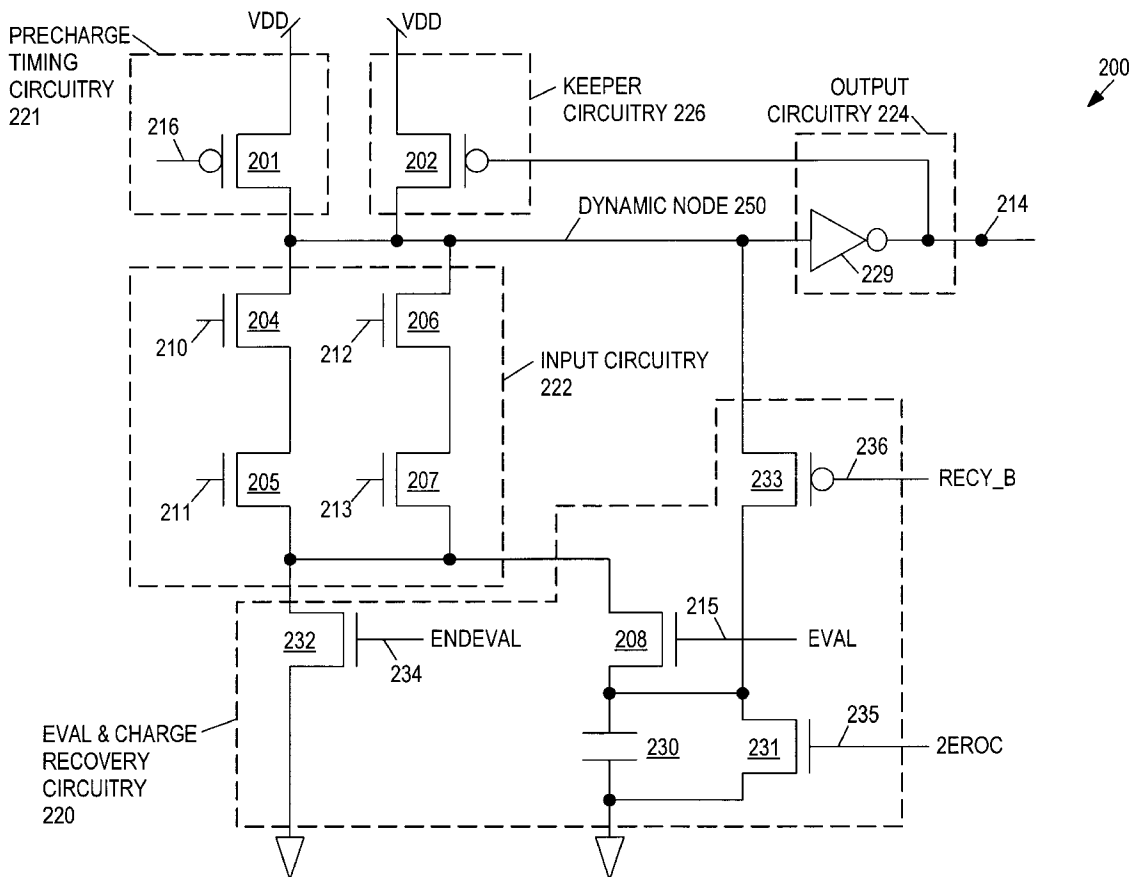 VDD
VDD
PRECHARGE
TIMING
CIRCUITRY
221
216
201
202
KEEPER
CIRCUITRY 226
OUTPUT
CIRCUITRY 224
200
DYNAMIC NODE 250
214
229
204
206
210
212
INPUT CIRCUITRY
222
205
207
211
213
233
236
RECY_B
232
ENDEVAL
234
208
215
EVAL
EVAL & CHARGE
RECOVERY
CIRCUITRY
220
230
231
235
2EROC